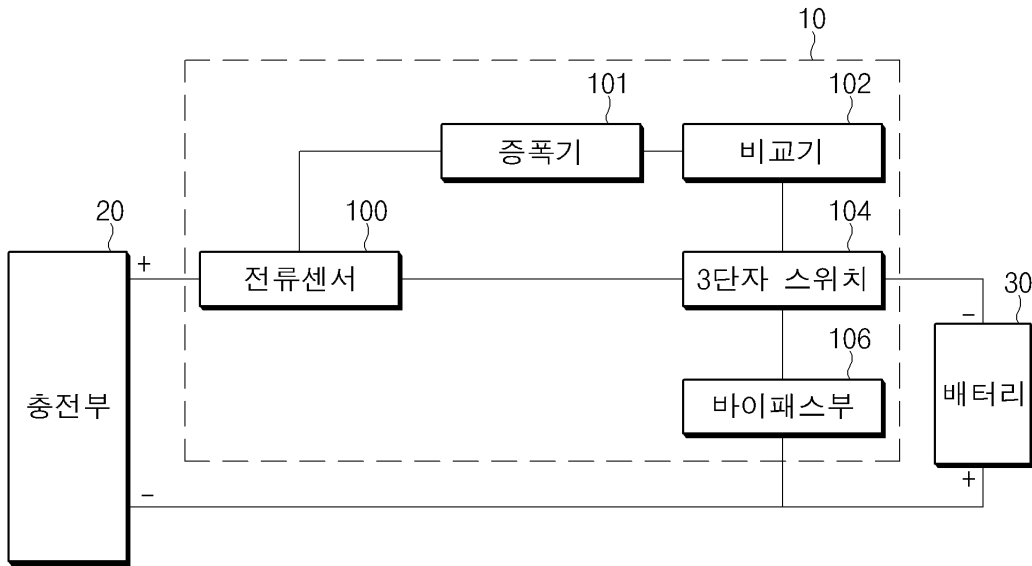 10
101
102
증폭기
비교기
20
100
104
+
전류센서
3단자 스위치
30
−
106
충전부
바이패스부
배터리
−
+